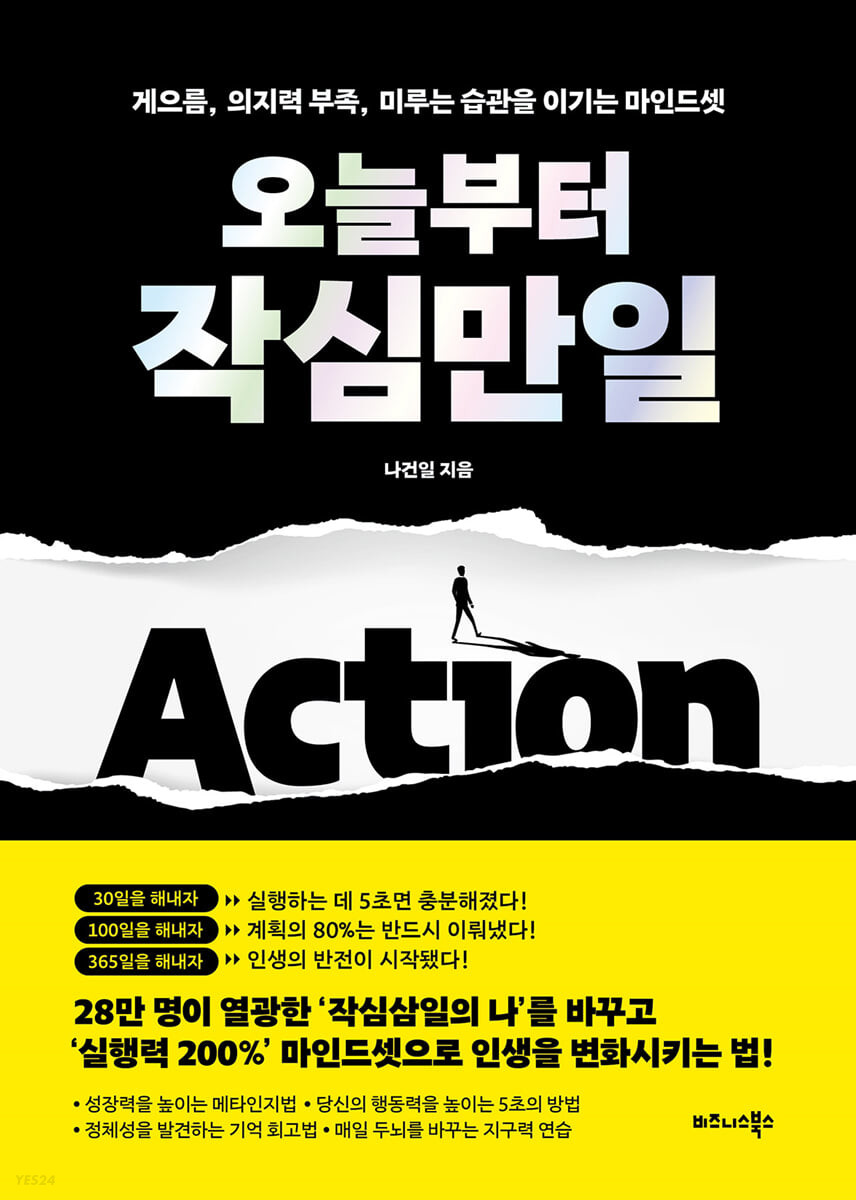 게으름, 의지력 부족, 미루는 습관을 이기는 마인드셋
오늘부터
작심만일
나건일 지음
Action
30일을 해내자 실행하는 데 5초면 충분해졌다!
100일을 해내자 계획의 80%는 반드시 이뤄냈다!
365일을 해내자 인생의 반전이 시작됐다!
28만 명이 열광한 ‘작심삼일의 나’를 바꾸고
‘실행력 200%’ 마인드셋으로 인생을 변화시키는 법!
• 성장력을 높이는 메타인지법 • 당신의 행동력을 높이는 5초의 방법
• 정체성을 발견하는 기억 회고법 • 매일 두뇌를 바꾸는 지구력 연습
비즈니스북스
YES24